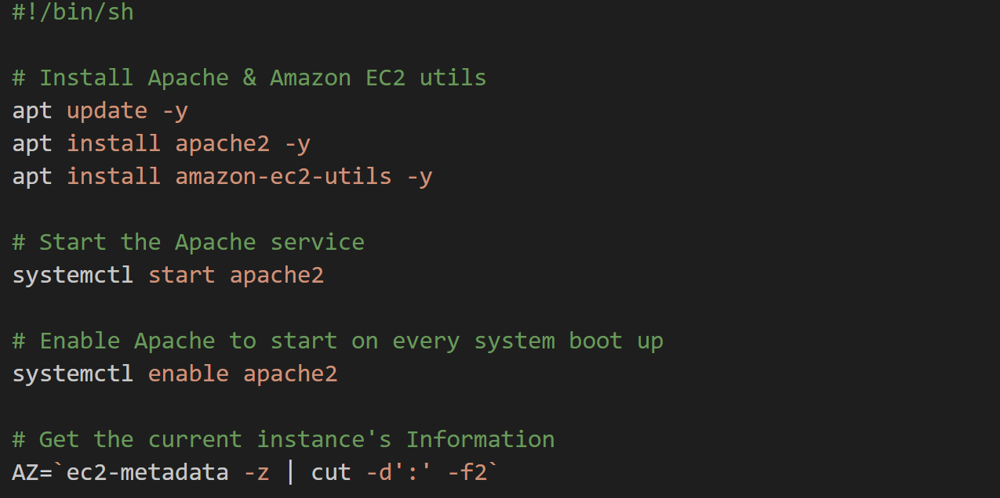 #!/bin/sh
# Install Apache & Amazon EC2 utils
apt update -y
apt install apache2 -y
apt install amazon-ec2-utils -y
# Start the Apache service
systemctl start apache2
# Enable Apache to start on every system boot up
systemctl enable apache2
# Get the current instance's Information
AZ=`ec2-metadata -z | cut -d':' -f2`